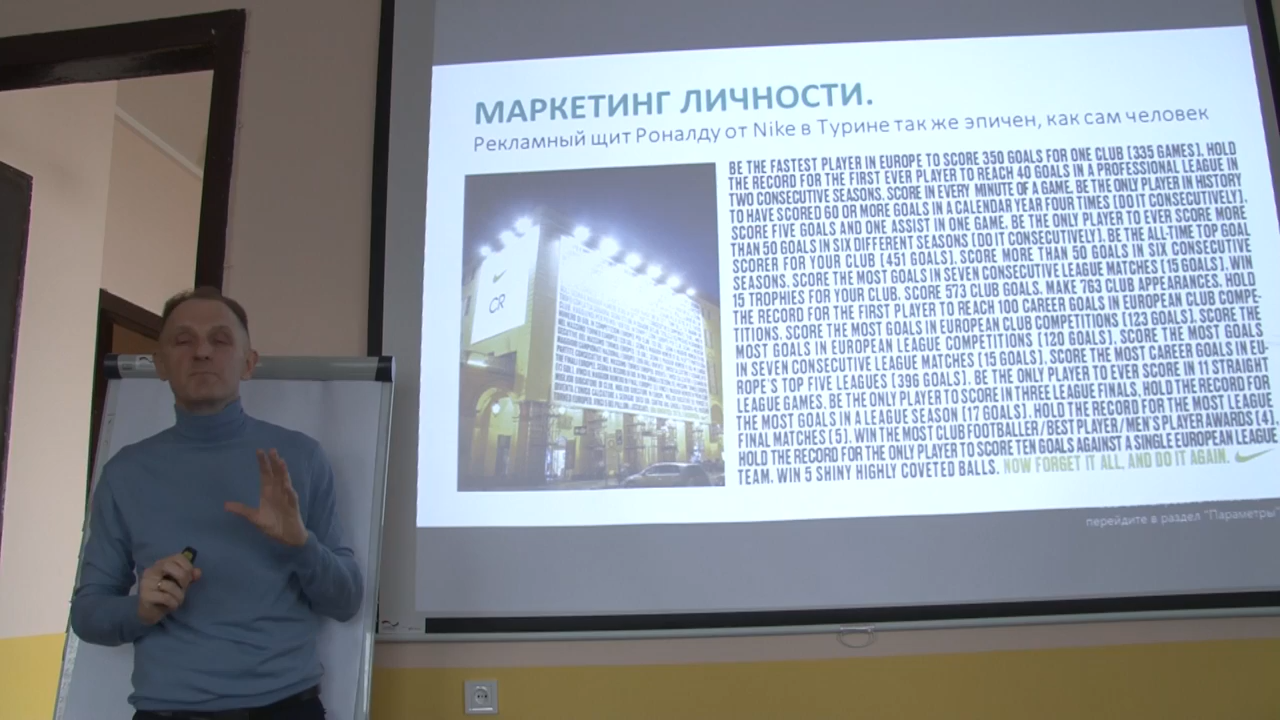 МАРКЕТИНГ ЛИЧНОСТИ.
Рекламный щит Роналду от Nike в Турине так же эпичен, как сам человек
BE THE FASTEST PLAYER IN EUROPE TO SCORE 350 GOALS FOR ONE CLUB [335 GAMES]. HOLD
THE RECORD FOR THE FIRST EVER PLAYER TO REACH 40 GOALS IN A PROFESSIONAL LEAGUE IN
TWO CONSECUTIVE SEASONS. SCORE IN EVERY MINUTE OF A GAME. BE THE ONLY PLAYER IN HISTORY
TO HAVE SCORED 60 OR MORE GOALS IN A CALENDAR YEAR FOUR TIMES [DO IT CONSECUTIVELY].
SCORE FIVE GOALS AND ONE ASSIST IN ONE GAME. BE THE ONLY PLAYER TO EVER SCORE MORE
THAN 50 GOALS IN SIX DIFFERENT SEASONS [DO IT CONSECUTIVELY]. BE THE ALL-TIME TOP GOAL
SCORER FOR YOUR CLUB [451 GOALS]. SCORE MORE THAN 50 GOALS IN SIX CONSECUTIVE
SEASONS. SCORE THE MOST GOALS IN SEVEN CONSECUTIVE LEAGUE MATCHES [15 GOALS]. WIN
15 TROPHIES FOR YOUR CLUB. SCORE 573 CLUB GOALS. MAKE 763 CLUB APPEARANCES. HOLD
THE RECORD FOR THE FIRST PLAYER TO REACH 100 CAREER GOALS IN EUROPEAN CLUB COMPE-
TITIONS. SCORE THE MOST GOALS IN EUROPEAN CLUB COMPETITIONS [123 GOALS]. SCORE THE
MOST GOALS IN EUROPEAN LEAGUE COMPETITIONS [120 GOALS]. SCORE THE MOST GOALS
IN SEVEN CONSECUTIVE LEAGUE MATCHES [15 GOALS]. SCORE THE MOST CAREER GOALS IN EU-
ROPE'S TOP FIVE LEAGUES [396 GOALS]. BE THE ONLY PLAYER TO EVER SCORE IN 11 STRAIGHT
LEAGUE GAMES. BE THE ONLY PLAYER TO SCORE IN THREE LEAGUE FINALS. HOLD THE RECORD FOR
THE MOST GOALS IN A LEAGUE SEASON [17 GOALS]. HOLD THE RECORD FOR THE MOST LEAGUE
FINAL MATCHES [5]. WIN THE MOST CLUB FOOTBALLER/BEST PLAYER/MEN'S PLAYER AWARDS [4].
HOLD THE RECORD FOR THE ONLY PLAYER TO SCORE TEN GOALS AGAINST A SINGLE EUROPEAN LEAGUE
TEAM. WIN 5 SHINY HIGHLY COVETED BALLS. NOW FORGET IT ALL, AND DO IT AGAIN.
CR
перейдите в раздел "Параметры"